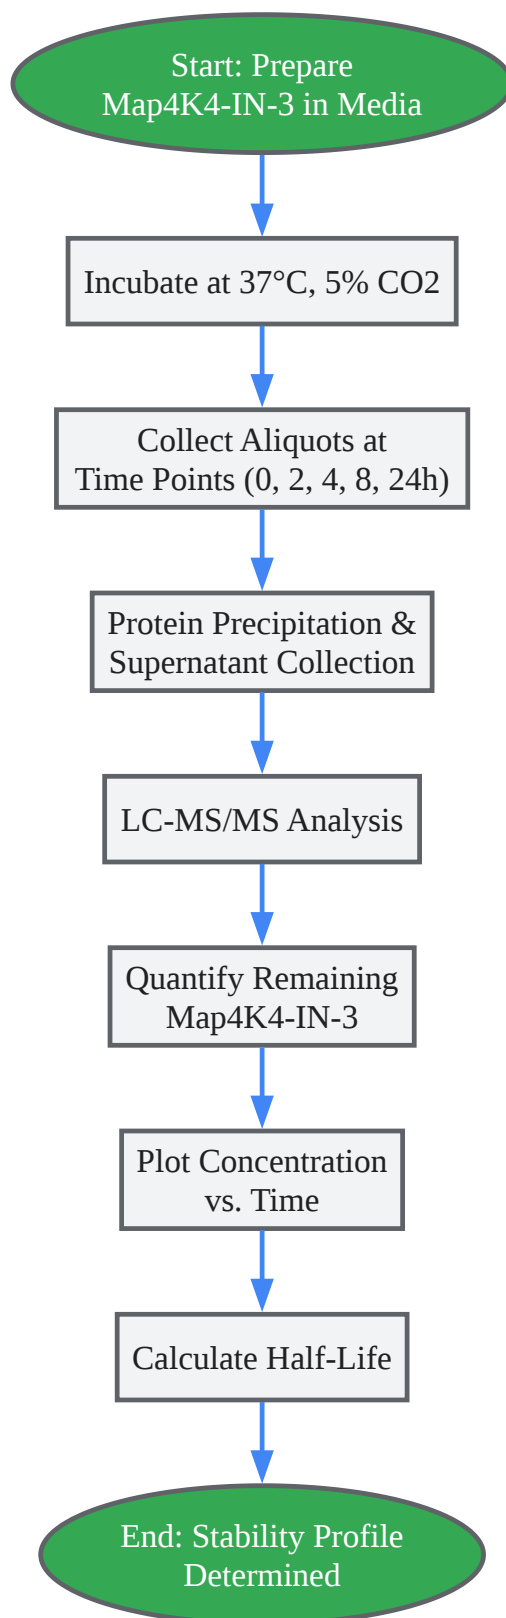 Start: Prepare
Map4K4-IN-3 in Media
Incubate at 37°C, 5% CO2
Collect Aliquots at
Time Points (0, 2, 4, 8, 24h)
Protein Precipitation &
Supernatant Collection
LC-MS/MS Analysis
Quantify Remaining
Map4K4-IN-3
Plot Concentration
vs. Time
Calculate Half-Life
End: Stability Profile
Determined